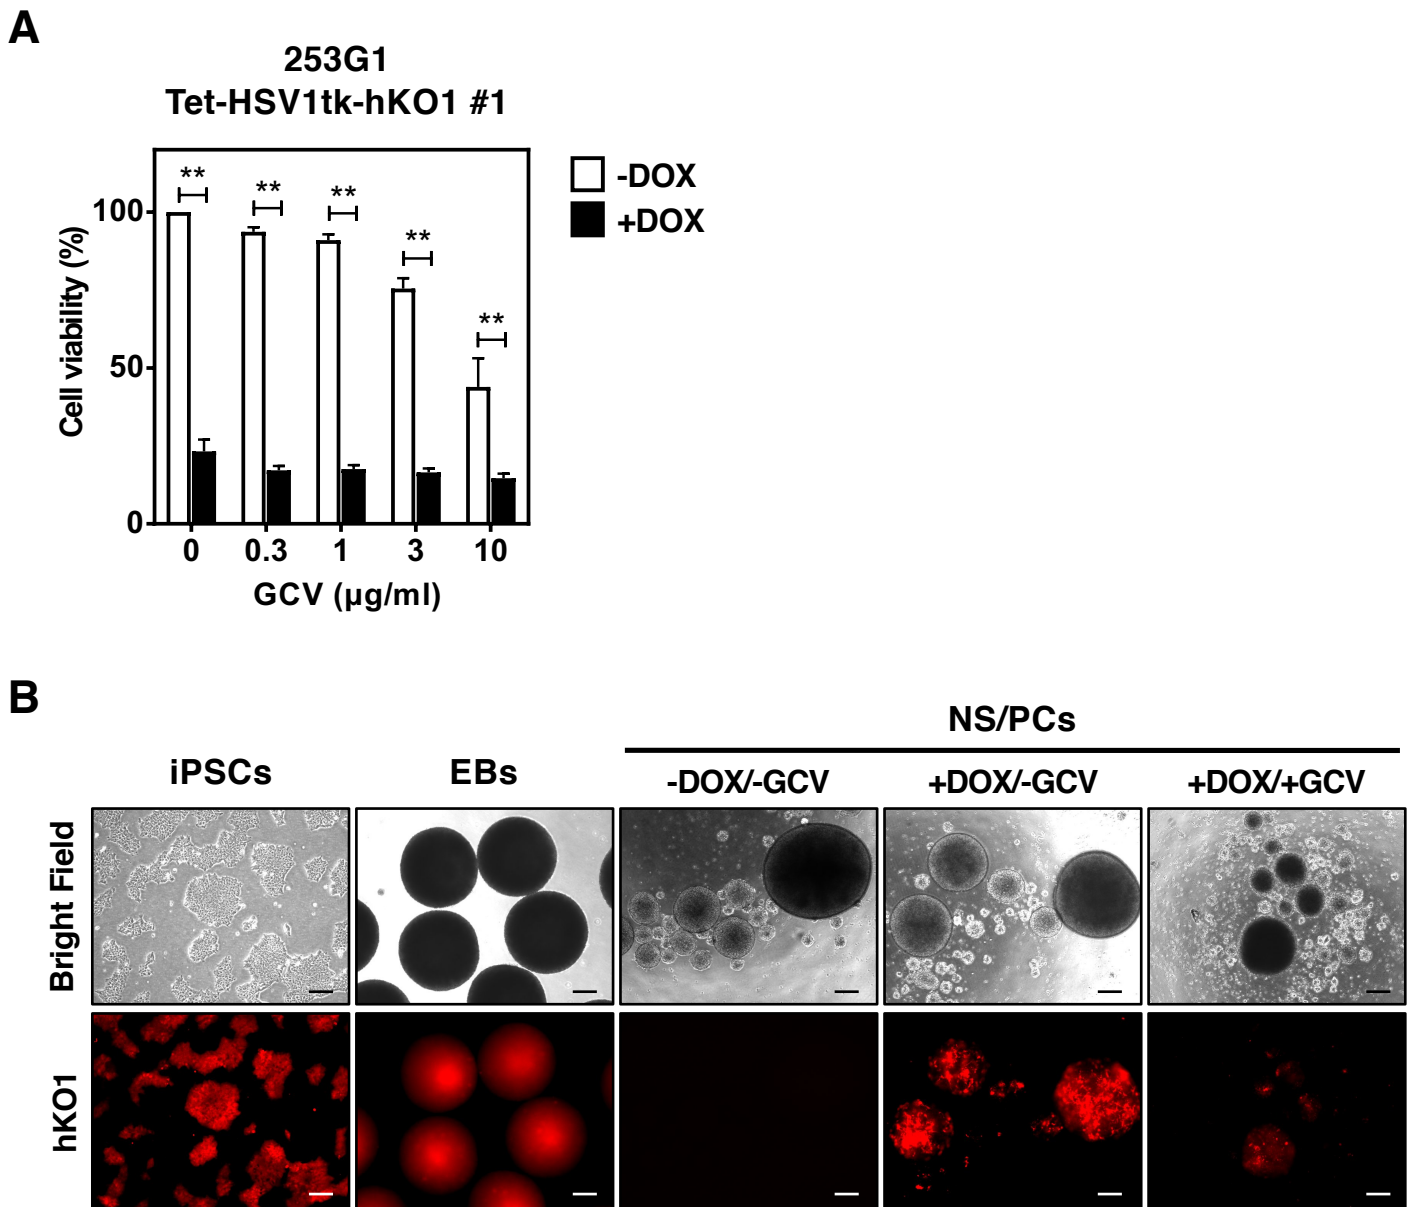 A
253G1
Tet-HSV1tk-hKO1 #1
** ** ** ** **
-DOX
+DOX
Cell viability (%)
100
50
0
0 0.3 1 3 10
GCV (µg/ml)
B
NS/PCs
iPSCs EBs -DOX/-GCV +DOX/-GCV +DOX/+GCV
Bright Field
hKO1